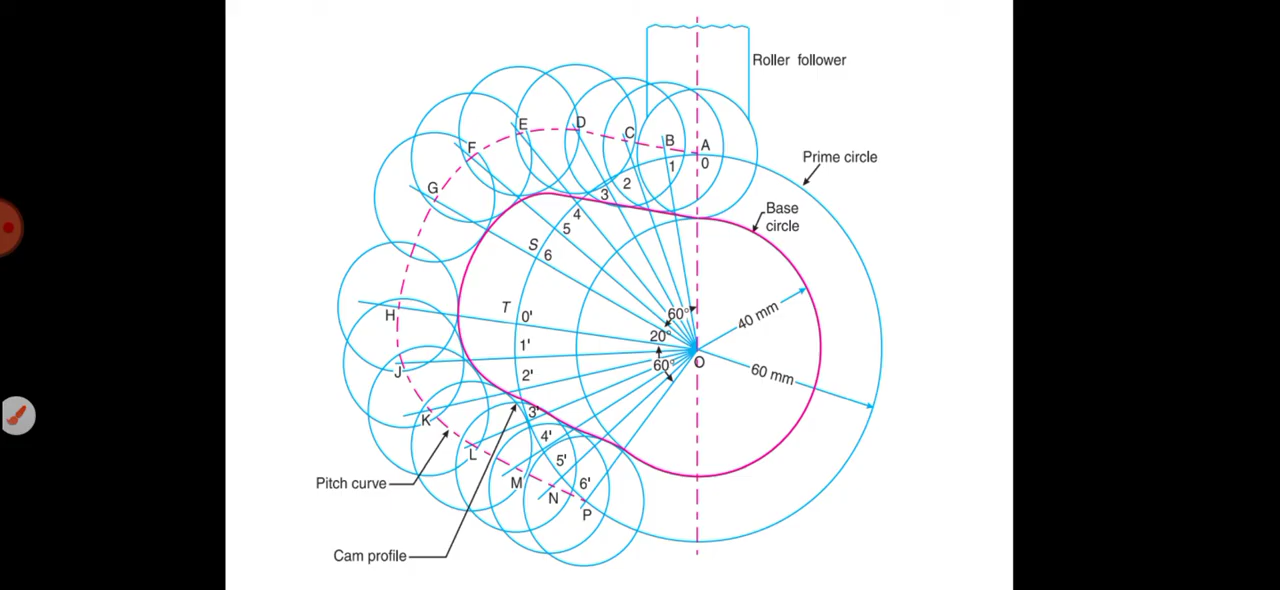 Roller follower
E
D
C
B
A
F
1
0
Prime circle
G
2
3
Base
circle
4
5
S
6
H
T
0'
60°
40 mm
20°
1'
O
J
2'
60°
60 mm
K
3'
4'
L
5'
Pitch curve
M
N
6'
P
Cam profile